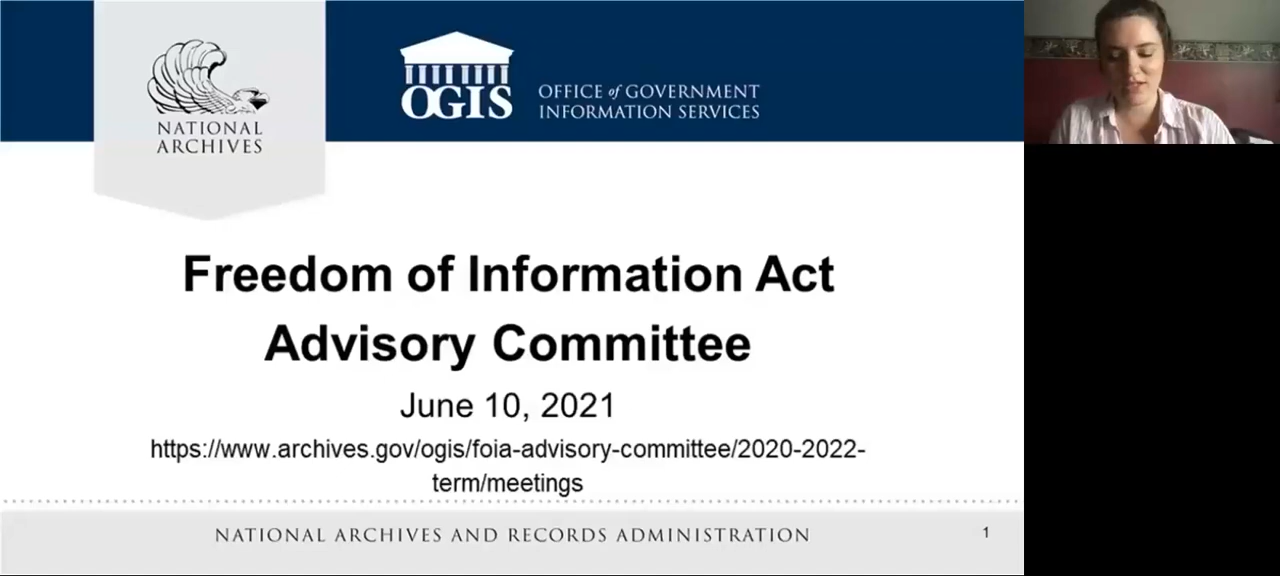 NATIONAL
ARCHIVES
OGIS
OFFICE of GOVERNMENT
INFORMATION SERVICES
Freedom of Information Act
Advisory Committee
June 10, 2021
https://www.archives.gov/ogis/foia-advisory-committee/2020-2022-
term/meetings
NATIONAL ARCHIVES AND RECORDS ADMINISTRATION
1